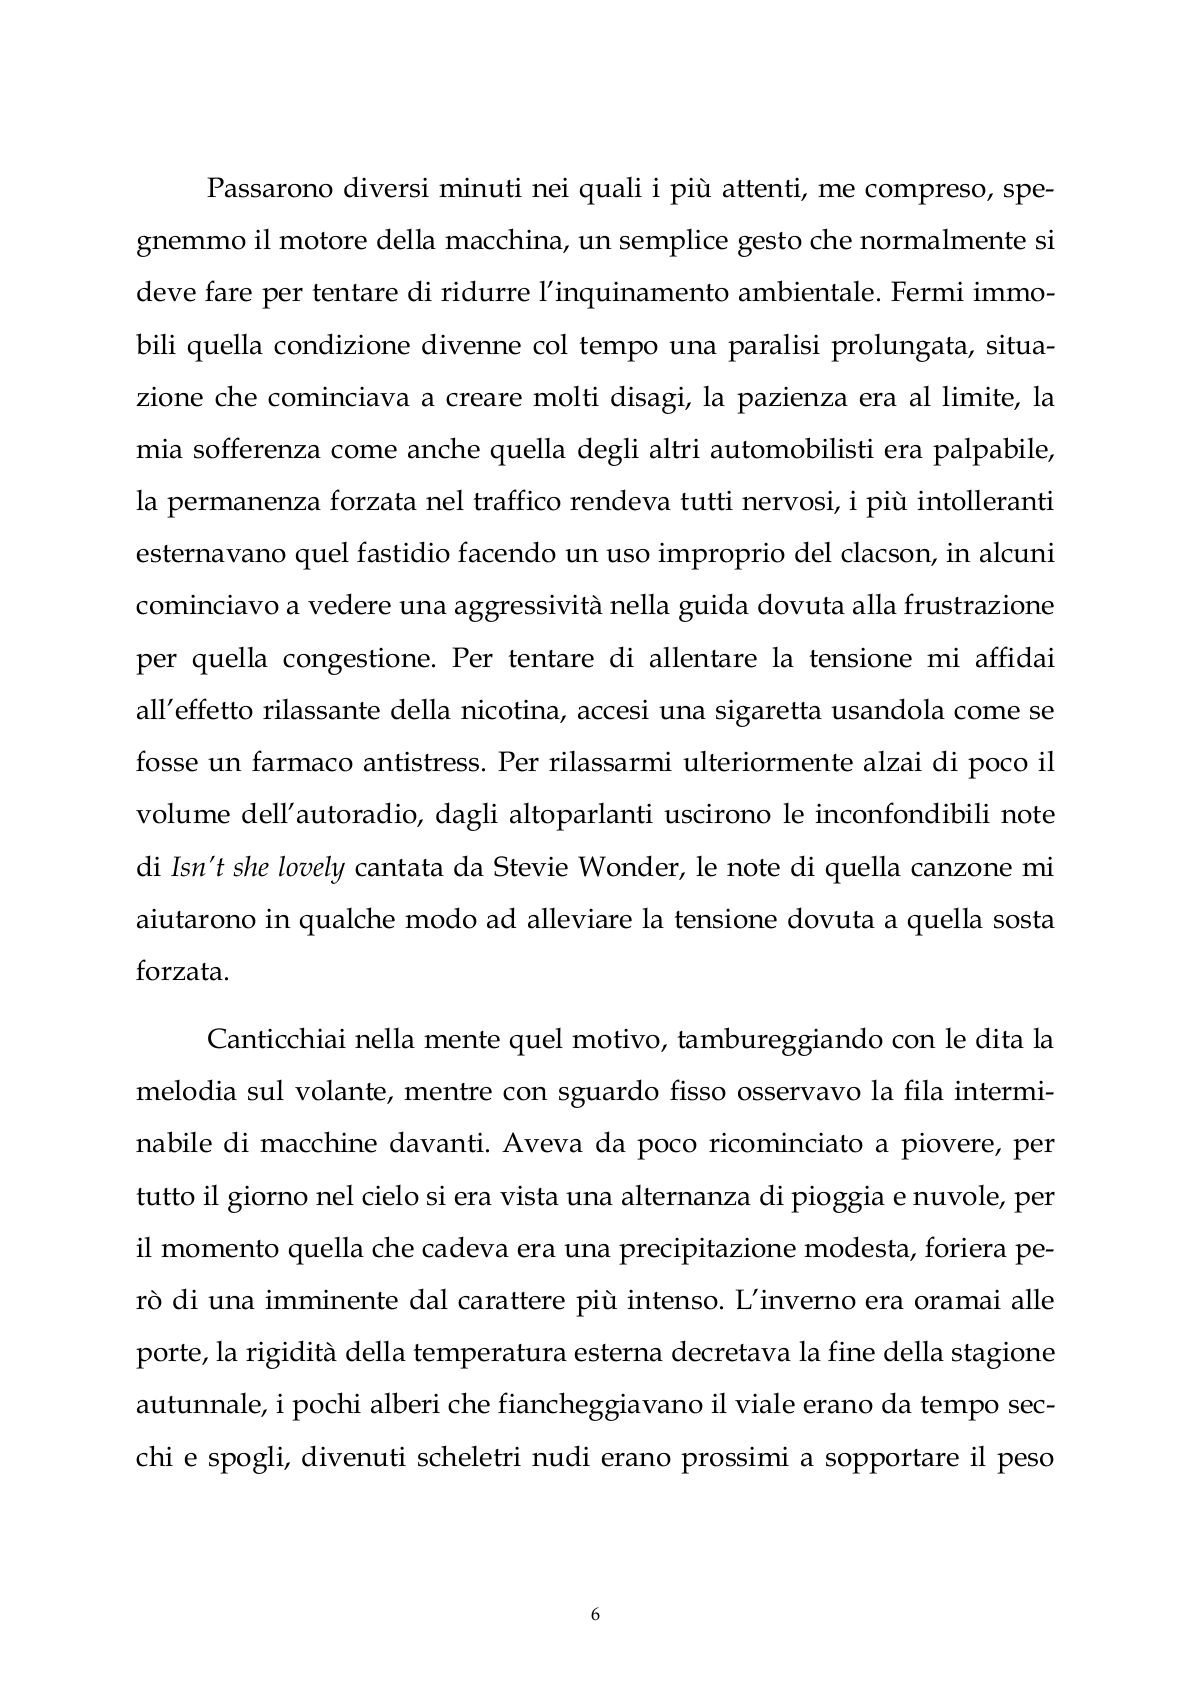 Passarono diversi minuti nei quali i più attenti, me compreso, spe-
gnemmo il motore della macchina, un semplice gesto che normalmente si
deve fare per tentare di ridurre l’inquinamento ambientale. Fermi immo-
bili quella condizione divenne col tempo una paralisi prolungata, situa-
zione che cominciava a creare molti disagi, la pazienza era al limite, la
mia sofferenza come anche quella degli altri automobilisti era palpabile,
la permanenza forzata nel traffico rendeva tutti nervosi, i più intolleranti
esternavano quel fastidio facendo un uso improprio del clacson, in alcuni
cominciavo a vedere una aggressività nella guida dovuta alla frustrazione
per quella congestione. Per tentare di allentare la tensione mi affidai
all’effetto rilassante della nicotina, accesi una sigaretta usandola come se
fosse un farmaco antistress. Per rilassarmi ulteriormente alzai di poco il
volume dell’autoradio, dagli altoparlanti uscirono le inconfondibili note
di Isn’t she lovely cantata da Stevie Wonder, le note di quella canzone mi
aiutarono in qualche modo ad alleviare la tensione dovuta a quella sosta
forzata.
Canticchiai nella mente quel motivo, tambureggiando con le dita la
melodia sul volante, mentre con sguardo fisso osservavo la fila intermi-
nabile di macchine davanti. Aveva da poco ricominciato a piovere, per
tutto il giorno nel cielo si era vista una alternanza di pioggia e nuvole, per
il momento quella che cadeva era una precipitazione modesta, foriera pe-
rò di una imminente dal carattere più intenso. L’inverno era oramai alle
porte, la rigidità della temperatura esterna decretava la fine della stagione
autunnale, i pochi alberi che fiancheggiavano il viale erano da tempo sec-
chi e spogli, divenuti scheletri nudi erano prossimi a sopportare il peso
6